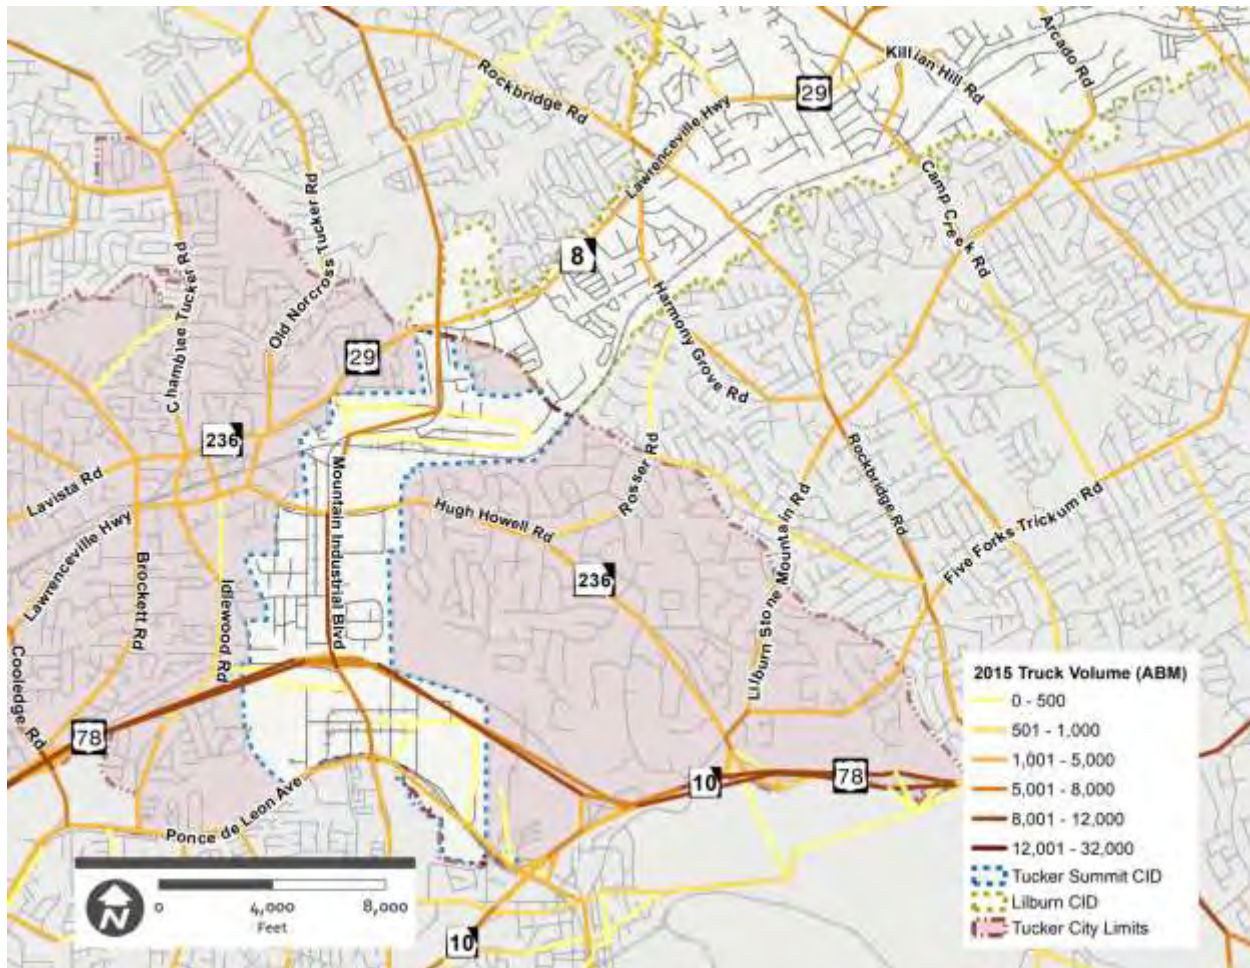 Arcado Rd
Killian Hill Rd
Rockbridge Rd
29
Lawrenceville Hwy
Camp Creek Rd
Old Norcross Tucker Rd
Chamblee Tucker Rd
8
Harmony Grove Rd
29
236
Lavista Rd
Mountain Industrial Blvd
Rosser Rd
Rockbridge Rd
Hugh Howell Rd
Lawrenceville Hwy
Lilburn Stone Mountain Rd
Five Forks Trickum Rd
Brockett Rd
Idlewood Rd
236
Cooledge Rd
78
10
78
Ponce de Leon Ave
10
2015 Truck Volume (ABM)
0 - 500
501 - 1,000
1,001 - 5,000
5,001 - 8,000
8,001 - 12,000
12,001 - 32,000
Tucker Summit CID
Lilburn CID
Tucker City Limits
N
0 4,000 8,000
Feet